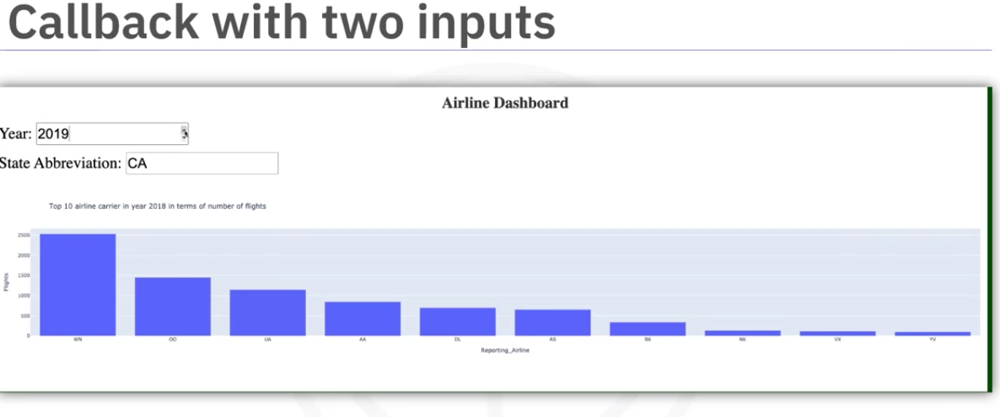 Callback with two inputs
Airline Dashboard
Year: 2019
State Abbreviation: CA
Top 10 airline carrier in year 2018 in terms of number of flights
2500
2000
1500
1000
500
0
Flights
WN OO UA AA DL AS B6 NK VX YV
Reporting_Airline